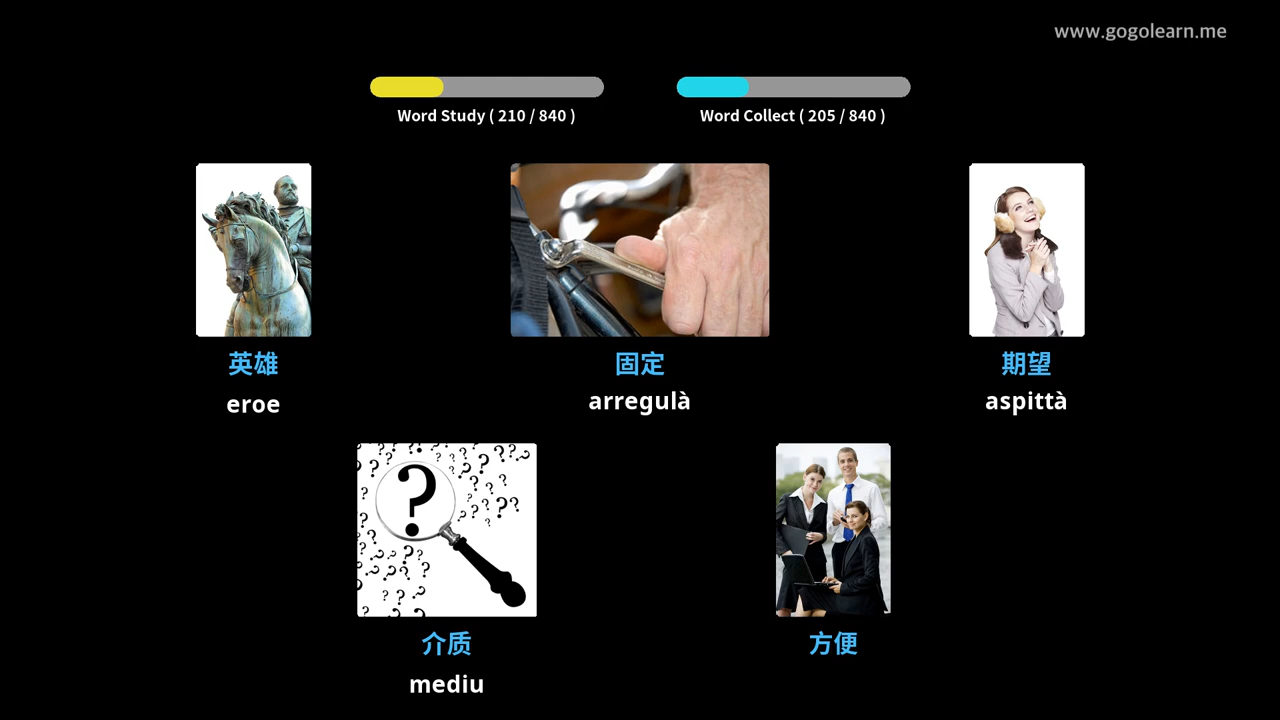 www.gogolearn.me
Word Study ( 210 / 840 )
Word Collect ( 205 / 840 )
英雄
eroe
固定
arregulà
期望
aspittà
介质
mediu
方便